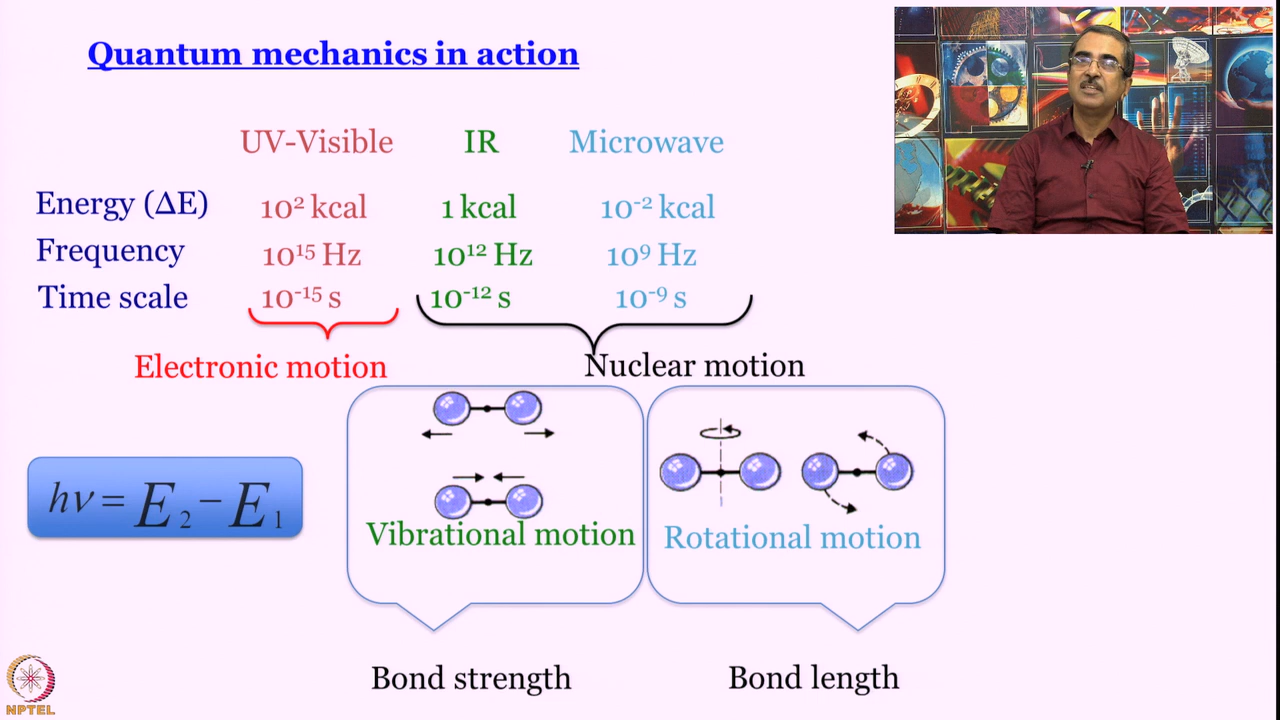 Quantum mechanics in action
UV-Visible IR Microwave
Energy (ΔE) 10² kcal 1 kcal 10⁻² kcal
Frequency 10¹⁵ Hz 10¹² Hz 10⁹ Hz
Time scale 10⁻¹⁵ s 10⁻¹² s 10⁻⁹ s
Electronic motion Nuclear motion
hν = E₂ − E₁
Vibrational motion Rotational motion
Bond strength Bond length
NPTEL